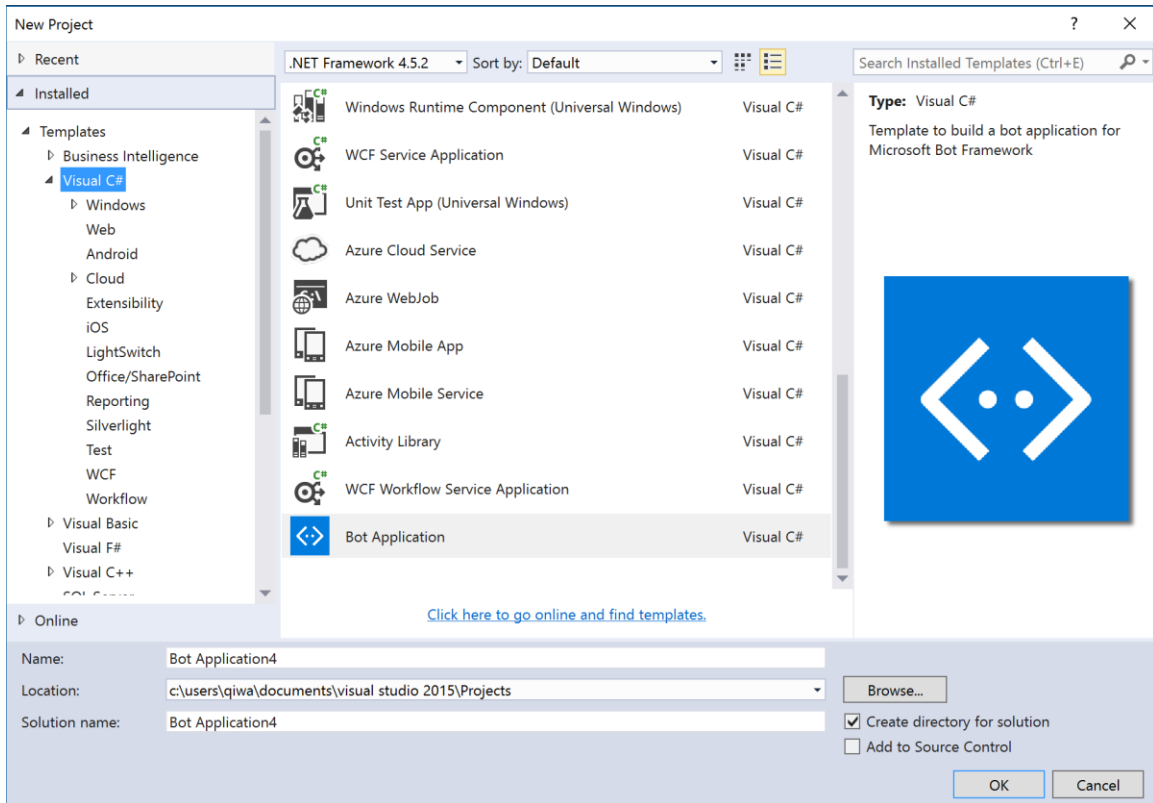 New Project
? ×
Recent
.NET Framework 4.5.2
Sort by: Default
Search Installed Templates (Ctrl+E)
Installed
Templates
Business Intelligence
Visual C#
Windows
Web
Android
Cloud
Extensibility
iOS
LightSwitch
Office/SharePoint
Reporting
Silverlight
Test
WCF
Workflow
Visual Basic
Visual F#
Visual C++
SQL Server
Online
C# Windows Runtime Component (Universal Windows) Visual C#
C# WCF Service Application Visual C#
C# Unit Test App (Universal Windows) Visual C#
Azure Cloud Service Visual C#
Azure WebJob Visual C#
Azure Mobile App Visual C#
Azure Mobile Service Visual C#
C# Activity Library Visual C#
C# WCF Workflow Service Application Visual C#
Bot Application Visual C#
Click here to go online and find templates.
Type: Visual C#
Template to build a bot application for
Microsoft Bot Framework
Name: Bot Application4
Location: c:\users\qiwa\documents\visual studio 2015\Projects
Browse...
Solution name: Bot Application4
Create directory for solution
Add to Source Control
OK Cancel